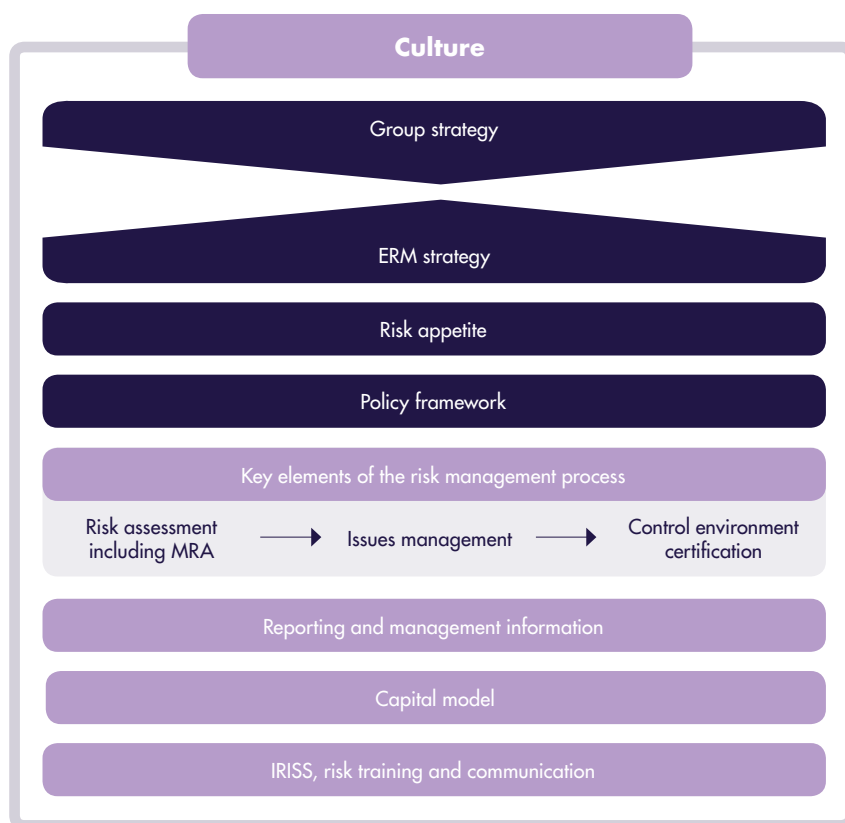 Culture
Group strategy
ERM strategy
Risk appetite
Policy framework
Key elements of the risk management process
Risk assessment
including MRA
Issues management
Control environment
certification
Reporting and management information
Capital model
IRISS, risk training and communication